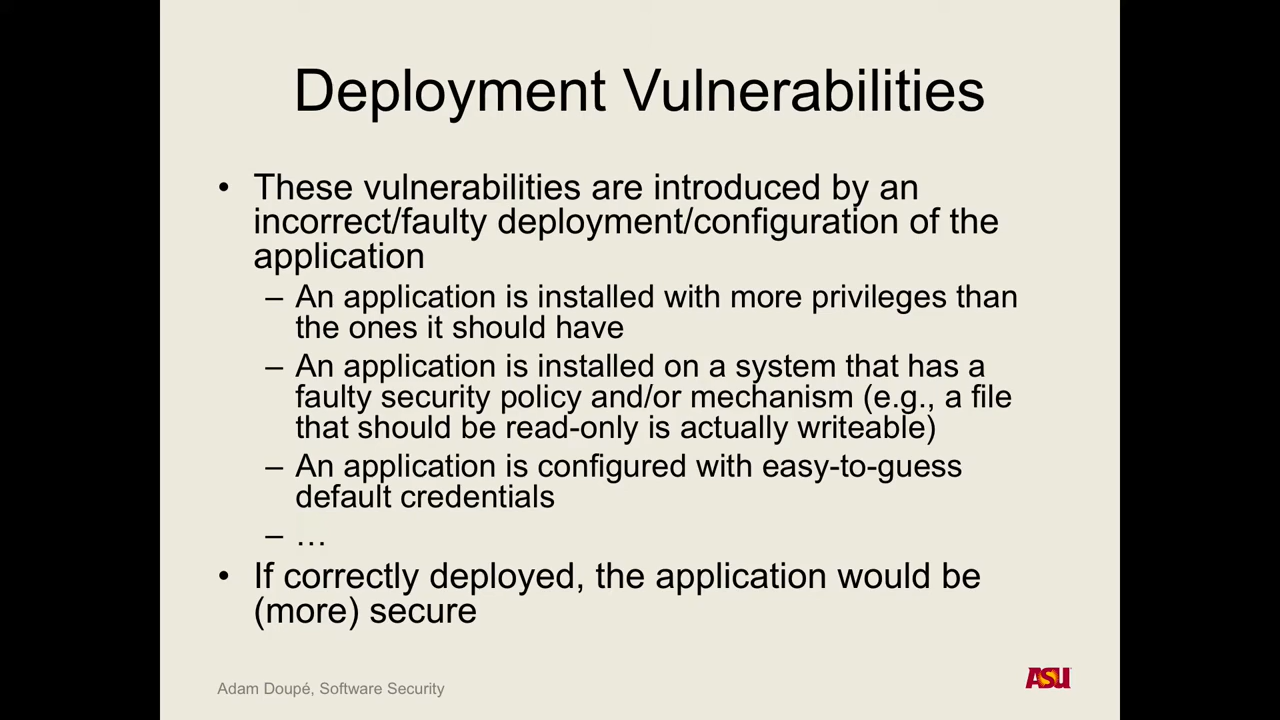 Deployment Vulnerabilities
• These vulnerabilities are introduced by an
incorrect/faulty deployment/configuration of the
application
– An application is installed with more privileges than
the ones it should have
– An application is installed on a system that has a
faulty security policy and/or mechanism (e.g., a file
that should be read-only is actually writeable)
– An application is configured with easy-to-guess
default credentials
– …
• If correctly deployed, the application would be
(more) secure
Adam Doupé, Software Security
ASU